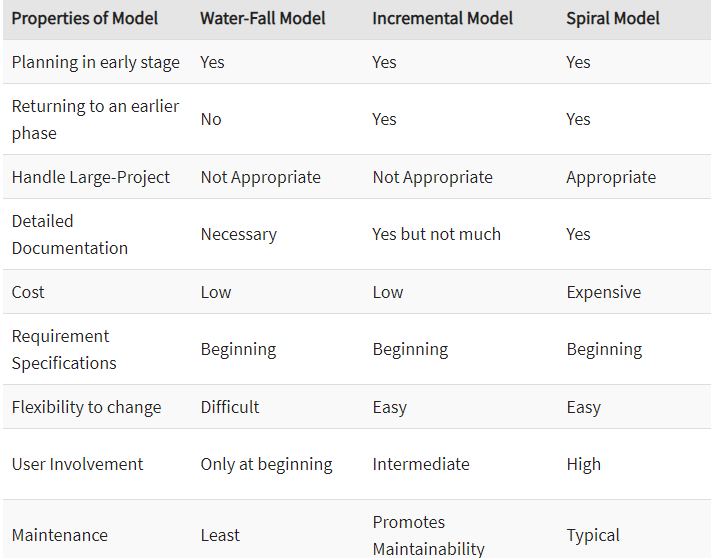 Properties of Model Water-Fall Model Incremental Model Spiral Model
Planning in early stage Yes Yes Yes
Returning to an earlier
phase No Yes Yes
Handle Large-Project Not Appropriate Not Appropriate Appropriate
Detailed
Documentation Necessary Yes but not much Yes
Cost Low Low Expensive
Requirement
Specifications Beginning Beginning Beginning
Flexibility to change Difficult Easy Easy
User Involvement Only at beginning Intermediate High
Maintenance Least Promotes
Maintainability Typical